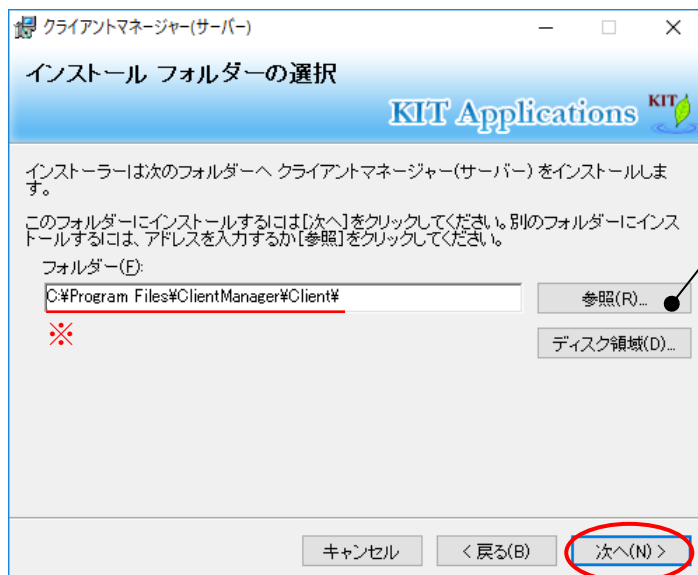 クライアントマネージャー(サーバー)
インストール フォルダーの選択
KIT Applications
KIT
インストーラーは次のフォルダーへ クライアントマネージャー(サーバー) をインストールしま
す。
このフォルダーにインストールするには[次へ]をクリックしてください。別のフォルダーにインス
トールするには、アドレスを入力するか[参照]をクリックしてください。
フォルダー(F):
C:¥Program Files¥ClientManager¥Client¥
参照(R)...
※
ディスク領域(D)...
キャンセル
< 戻る(B)
次へ(N) >